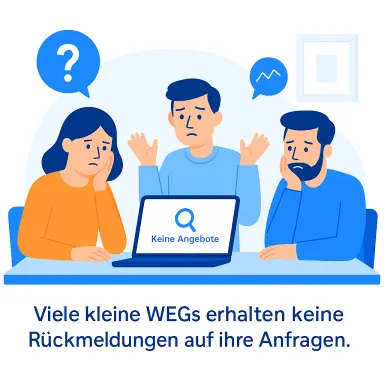 ?
Keine Angebote
Viele kleine WEGs erhalten keine
Rückmeldungen auf ihre Anfragen.